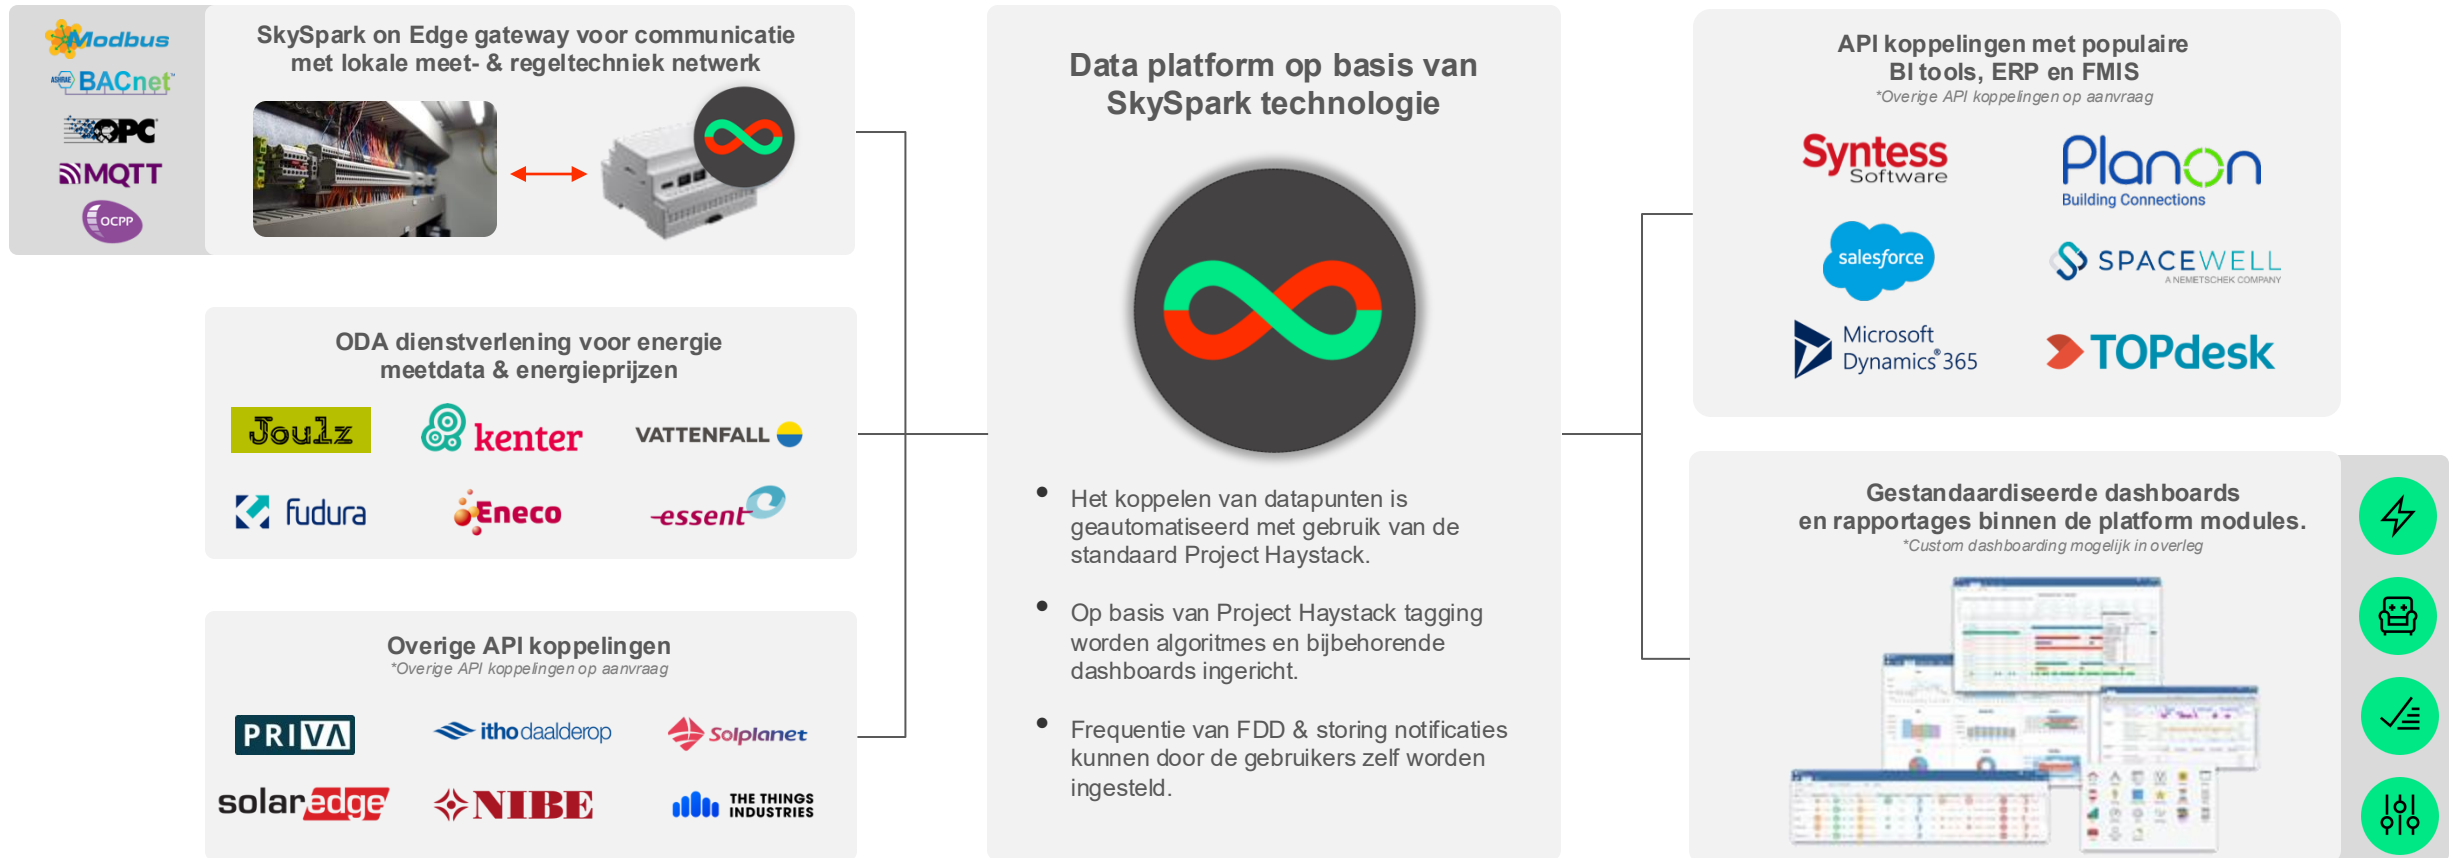 Modbus
ASHRAE BACnet™
OPC
MQTT
OCPP
SkySpark on Edge gateway voor communicatie
met lokale meet- & regeltechniek netwerk
ODA dienstverlening voor energie
meetdata & energieprijzen
Joulz
kenter
VATTENFALL
fudura
Eneco
essent
Overige API koppelingen
*Overige API koppelingen op aanvraag
PRIVA
itho daalderop
Solplanet
solaredge
NIBE
THE THINGS
INDUSTRIES
Data platform op basis van
SkySpark technologie
• Het koppelen van datapunten is
geautomatiseerd met gebruik van de
standaard Project Haystack.
• Op basis van Project Haystack tagging
worden algoritmes en bijbehorende
dashboards ingericht.
• Frequentie van FDD & storing notificaties
kunnen door de gebruikers zelf worden
ingesteld.
API koppelingen met populaire
BI tools, ERP en FMIS
*Overige API koppelingen op aanvraag
Syntess
Software
Planon
Building Connections
salesforce
SPACEWELL
A NEMETSCHEK COMPANY
Microsoft
Dynamics® 365
TOPdesk
Gestandaardiseerde dashboards
en rapportages binnen de platform modules.
*Custom dashboarding mogelijk in overleg